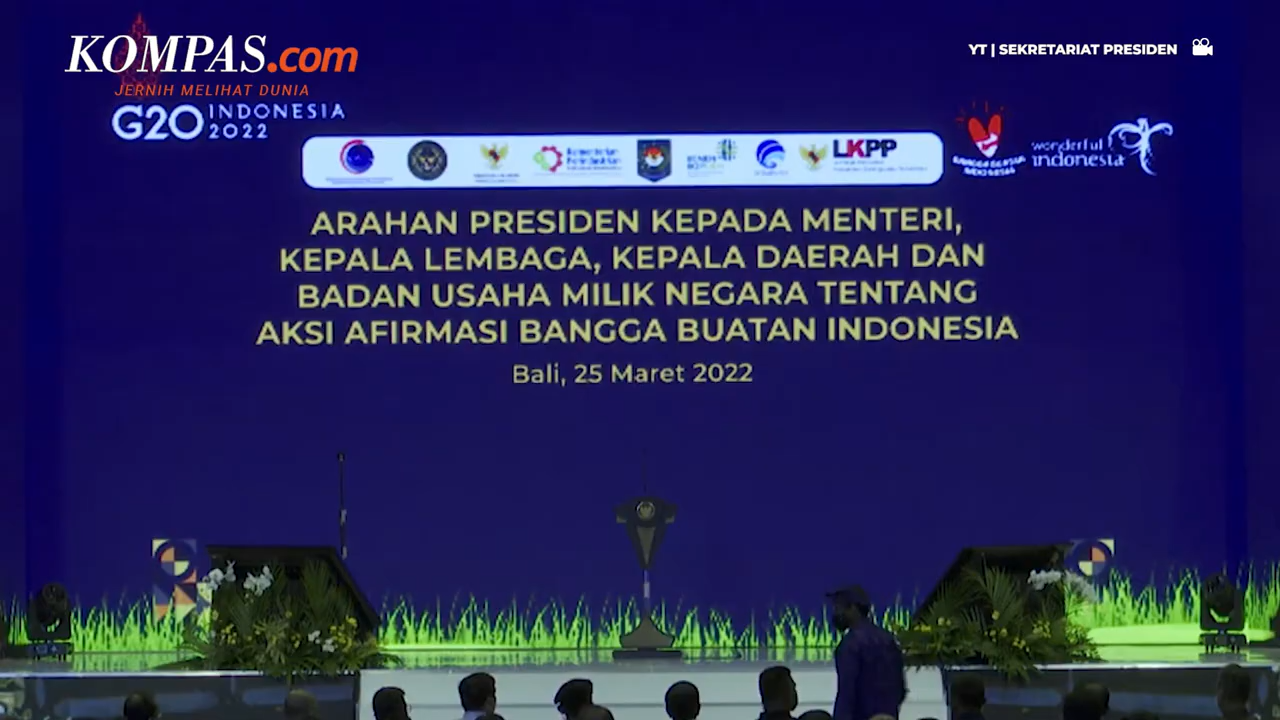 KOMPAS.com
JERNIH MELIHAT DUNIA
YT | SEKRETARIAT PRESIDEN
G20 INDONESIA
2022
LKPP
wonderful
indonesia
ARAHAN PRESIDEN KEPADA MENTERI,
KEPALA LEMBAGA, KEPALA DAERAH DAN
BADAN USAHA MILIK NEGARA TENTANG
AKSI AFIRMASI BANGGA BUATAN INDONESIA
Bali, 25 Maret 2022